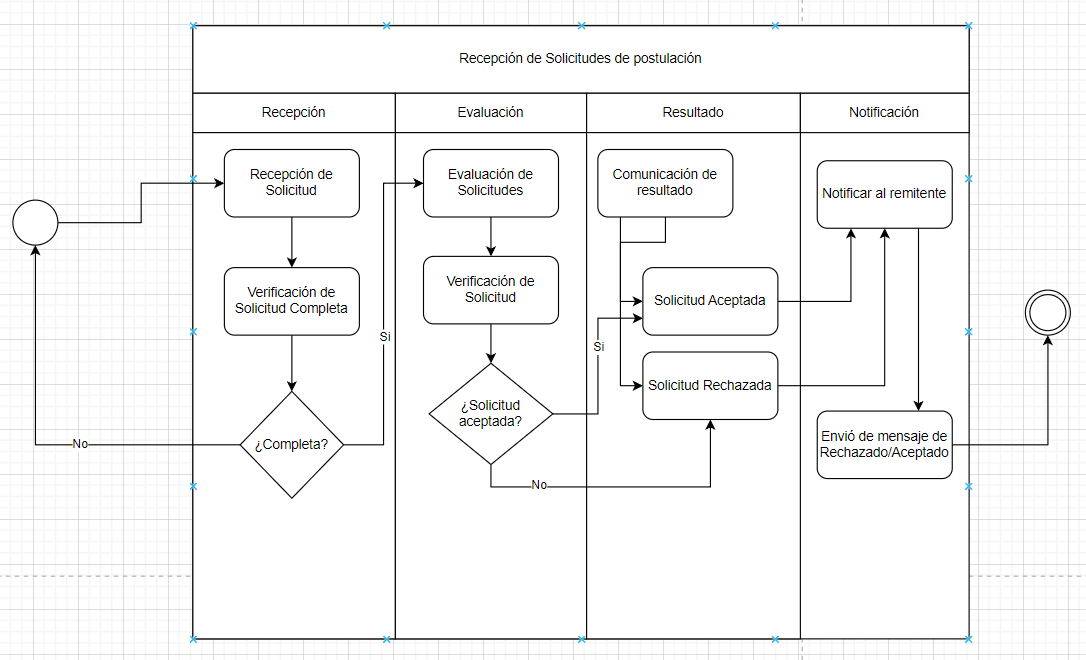 Recepción de Solicitudes de postulación
Recepción
Evaluación
Resultado
Notificación
Recepción de
Solicitud
Verificación de
Solicitud Completa
¿Completa?
No
Si
Evaluación de
Solicitudes
Verificación de
Solicitud
¿Solicitud
aceptada?
Si
No
Comunicación de
resultado
Solicitud Aceptada
Solicitud Rechazada
Notificar al remitente
Envió de mensaje de
Rechazado/Aceptado